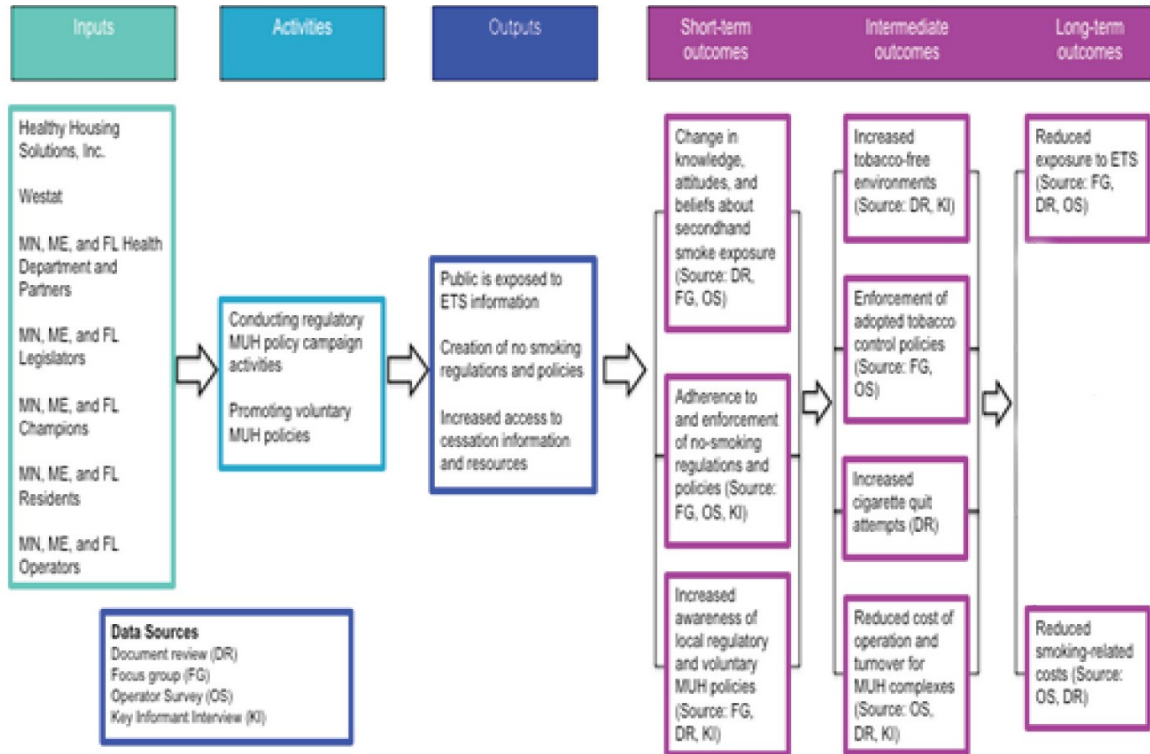 Inputs
Activities
Outputs
Short-term
outcomes
Intermediate
outcomes
Long-term
outcomes
Healthy Housing
Solutions, Inc.
Westat
MN, ME, and FL Health
Department and
Partners
MN, ME, and FL
Legislators
MN, ME, and FL
Champions
MN, ME, and FL
Residents
MN, ME, and FL
Operators
Conducting regulatory
MUH policy campaign
activities
Promoting voluntary
MUH policies
Public is exposed to
ETS information
Creation of no smoking
regulations and policies
Increased access to
cessation information
and resources
Change in
knowledge,
attitudes, and
beliefs about
secondhand
smoke exposure
(Source: DR,
FG, OS)
Adherence to
and enforcement
of no-smoking
regulations and
policies (Source:
FG, OS, KI)
Increased
awareness of
local regulatory
and voluntary
MUH policies
(Source: FG,
DR, KI)
Increased
tobacco-free
environments
(Source: DR, KI)
Enforcement of
adopted tobacco
control policies
(Source: FG,
OS)
Increased
cigarette quit
attempts (DR)
Reduced cost of
operation and
turnover for
MUH complexes
(Source: OS,
DR, KI)
Reduced
exposure to ETS
(Source: FG,
DR, OS)
Reduced
smoking-related
costs (Source:
OS, DR)
Data Sources
Document review (DR)
Focus group (FG)
Operator Survey (OS)
Key Informant Interview (KI)